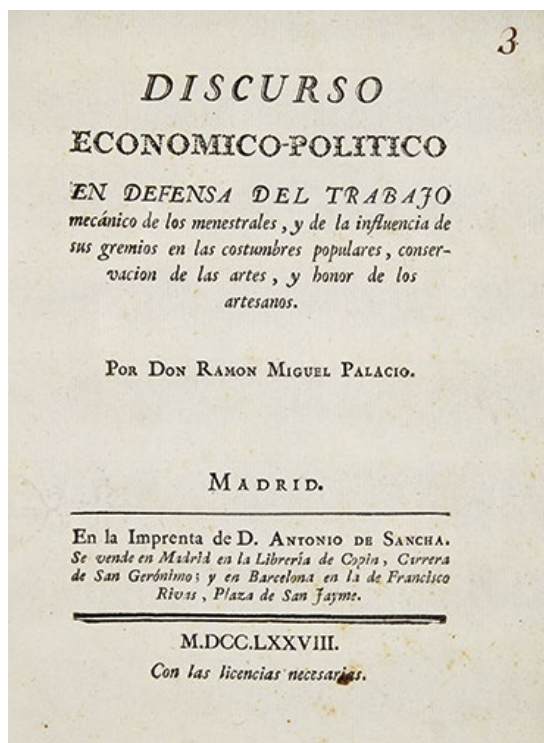 3
DISCURSO
ECONOMICO-POLITICO
EN DEFENSA DEL TRABAJO
mecánico de los menestrales, y de la influencia de
sus gremios en las costumbres populares, conser-
vacion de las artes, y honor de los
artesanos.
Por Don Ramon Miguel Palacio.
MADRID.
En la Imprenta de D. Antonio de Sancha.
Se vende en Madrid en la Librería de Copin, Carrera
de San Gerónimo; y en Barcelona en la de Francisco
Rivas, Plaza de San Jayme.
M.DCC.LXXVIII.
Con las licencias necesarias.